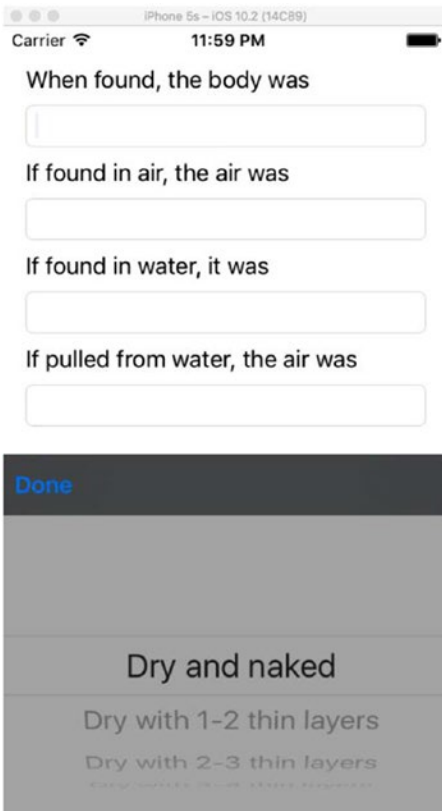 iPhone 5s – iOS 10.2 (14C89)
Carrier 11:59 PM
When found, the body was
If found in air, the air was
If found in water, it was
If pulled from water, the air was
Done
Dry and naked
Dry with 1-2 thin layers
Dry with 2-3 thin layers